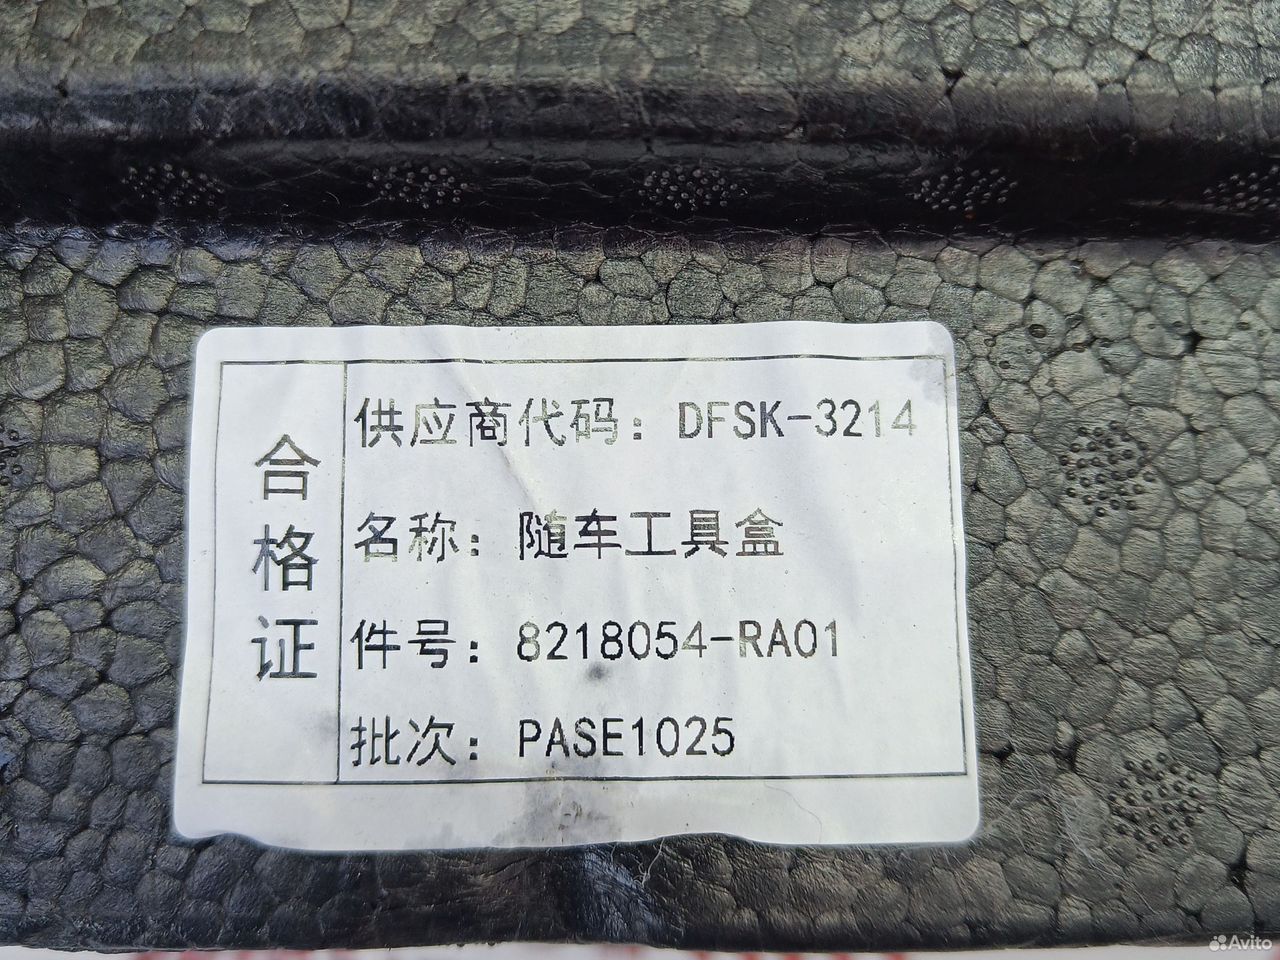 合格证
供应商代码：DFSK-3214
名称：随车工具盒
件号：8218054-RA01
批次：PASE1025
Avito